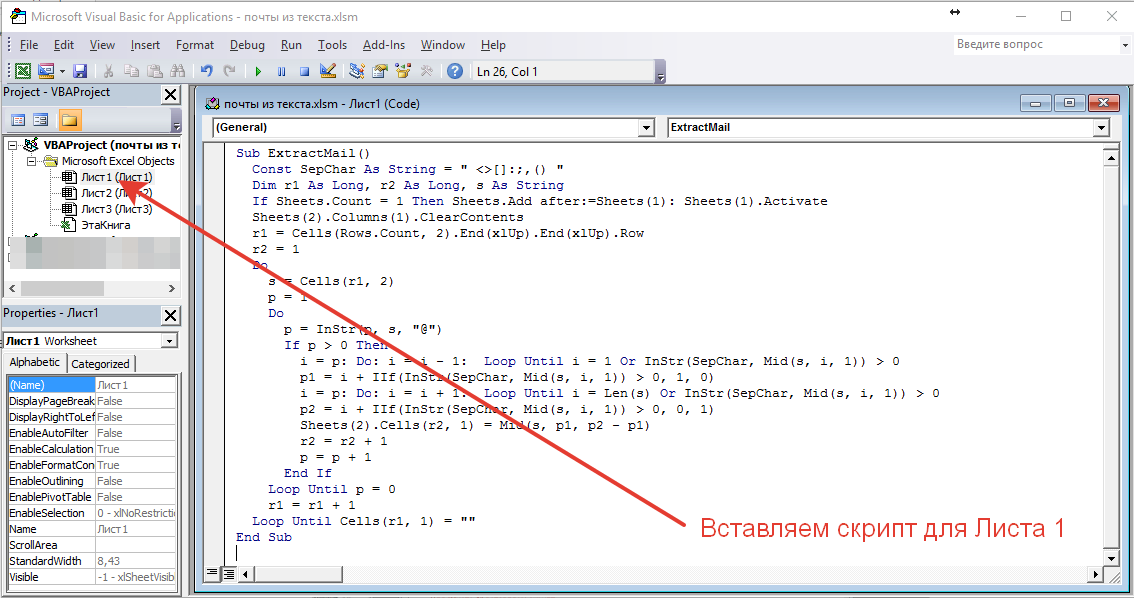 Microsoft Visual Basic for Applications - почты из текста.xlsm
File Edit View Insert Format Debug Run Tools Add-Ins Window Help
Введите вопрос
Ln 26, Col 1
Project - VBAProject
VBAProject (почты из те
Microsoft Excel Objects
Лист1 (Лист1)
Лист2 (Лист2)
Лист3 (Лист3)
ЭтаКнига
Properties - Лист1
Лист1 Worksheet
Alphabetic Categorized
(Name) Лист1
DisplayPageBreak False
DisplayRightToLef False
EnableAutoFilter False
EnableCalculation True
EnableFormatCon True
EnableOutlining False
EnablePivotTable False
EnableSelection 0 - xlNoRestricti
Name Лист1
ScrollArea
StandardWidth 8,43
Visible -1 - xlSheetVisib
почты из текста.xlsm - Лист1 (Code)
(General) ExtractMail
Sub ExtractMail()
Const SepChar As String = " <>[]:;,() "
Dim r1 As Long, r2 As Long, s As String
If Sheets.Count = 1 Then Sheets.Add after:=Sheets(1): Sheets(1).Activate
Sheets(2).Columns(1).ClearContents
r1 = Cells(Rows.Count, 2).End(xlUp).End(xlUp).Row
r2 = 1
Do
s = Cells(r1, 2)
p = 1
Do
p = InStr(p, s, "@")
If p > 0 Then
i = p: Do: i = i - 1: Loop Until i = 1 Or InStr(SepChar, Mid(s, i, 1)) > 0
p1 = i + IIf(InStr(SepChar, Mid(s, i, 1)) > 0, 1, 0)
i = p: Do: i = i + 1: Loop Until i = Len(s) Or InStr(SepChar, Mid(s, i, 1)) > 0
p2 = i + IIf(InStr(SepChar, Mid(s, i, 1)) > 0, 0, 1)
Sheets(2).Cells(r2, 1) = Mid(s, p1, p2 - p1)
r2 = r2 + 1
p = p + 1
End If
Loop Until p = 0
r1 = r1 + 1
Loop Until Cells(r1, 1) = ""
End Sub
Вставляем скрипт для Листа 1